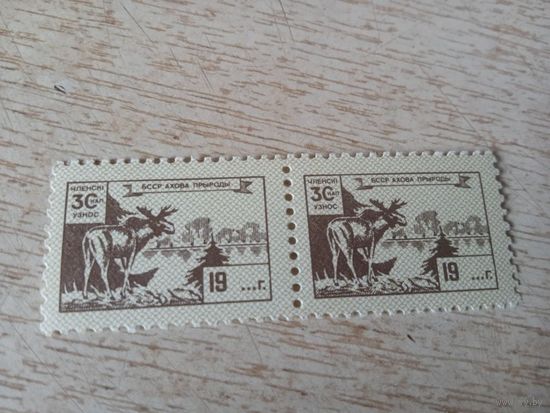 ЧЛЕНСКІ
БССР АХОВА ПРЫРОДЫ
30 КАП
УЗНОС
19 ...г.
ЧЛЕНСКІ
БССР АХОВА ПРЫРОДЫ
30 КАП
УЗНОС
19 ...г.